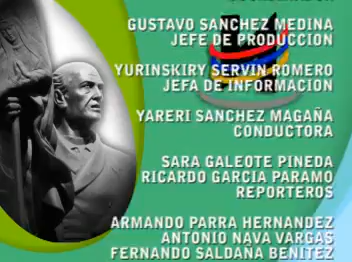 GUSTAVO SANCHEZ MEDINA
JEFE DE PRODUCCION
YURINSKIRY SERVIN ROMERO
JEFA DE INFORMACION
YARERI SANCHEZ MAGAÑA
CONDUCTORA
SARA GALEOTE PINEDA
RICARDO GARCIA PARAMO
REPORTEROS
ARMANDO PARRA HERNANDEZ
ANTONIO NAVA VARGAS
FERNANDO SALDAÑA BENITEZ